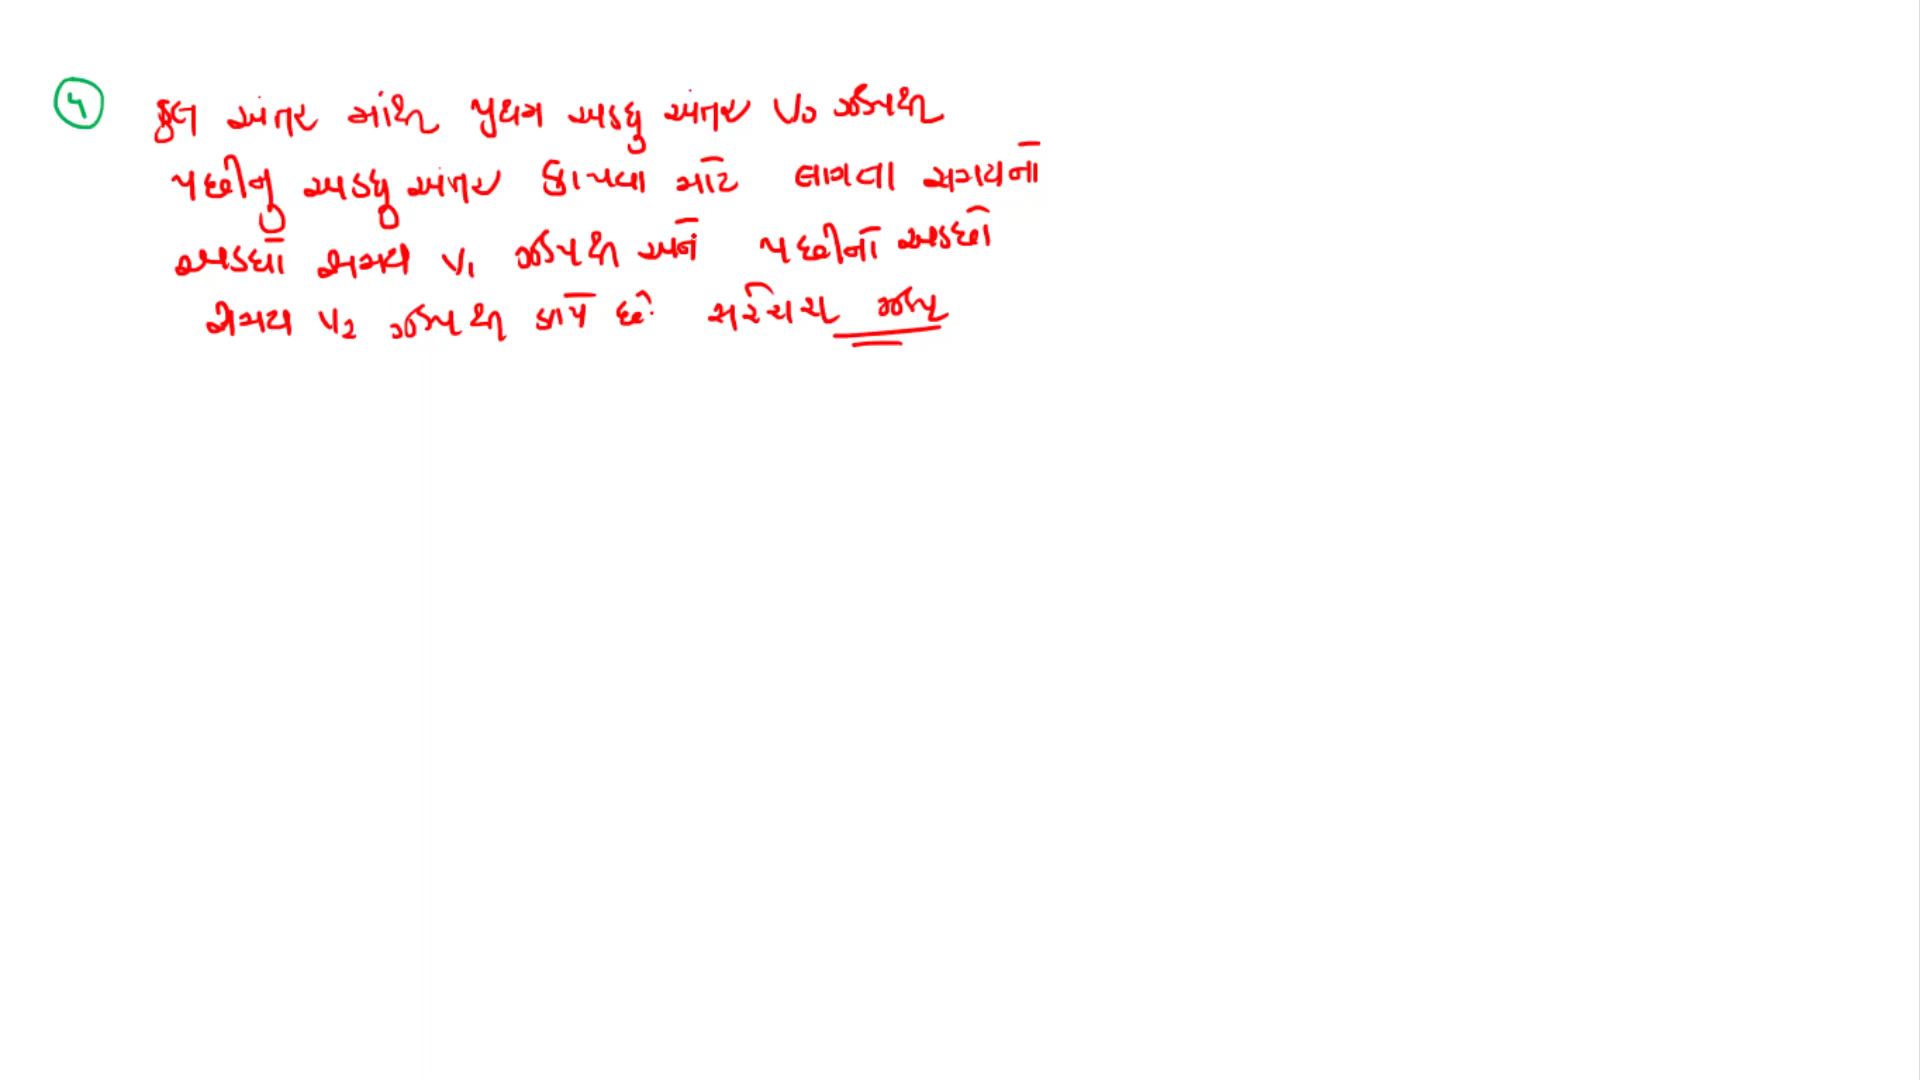 ૫ કુલ અંતર માંથી પ્રથમ અડધુ અંતર V₀ ઝડપથી
પછીનુ અડધુ અંતર કાપવા માટે લાગતા સમયનો
અડધો સમય V₁ ઝડપથી અને પછીનો અડધો
સમય V₂ ઝડપથી કાપે છે. સરેરાશ ઝડપ